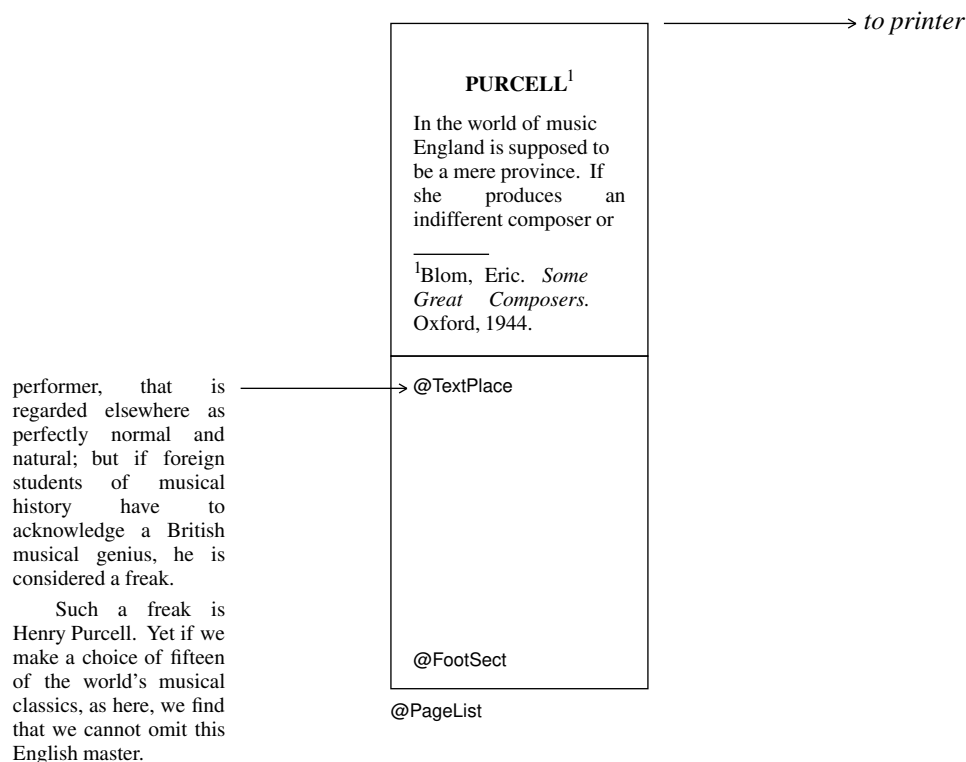 to printer
PURCELL1
In the world of music
England is supposed to
be a mere province. If
she produces an
indifferent composer or
1Blom, Eric. Some
Great Composers.
Oxford, 1944.
performer, that is
regarded elsewhere as
perfectly normal and
natural; but if foreign
students of musical
history have to
acknowledge a British
musical genius, he is
considered a freak.
Such a freak is
Henry Purcell. Yet if we
make a choice of fifteen
of the world's musical
classics, as here, we find
that we cannot omit this
English master.
@TextPlace
@FootSect
@PageList